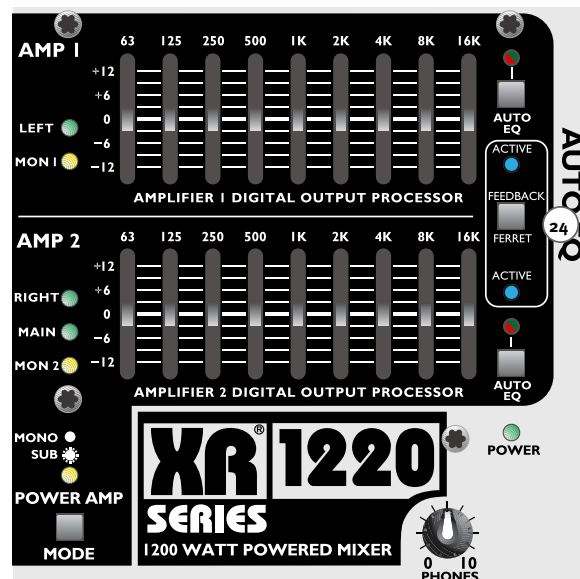 AMP 1
63 125 250 500 1K 2K 4K 8K 16K
+12
+6
0
−6
−12
LEFT
MON 1
AMPLIFIER 1 DIGITAL OUTPUT PROCESSOR
AUTO
EQ
ACTIVE
FEEDBACK
FERRET
ACTIVE
AUTO EQ
24
AMP 2
63 125 250 500 1K 2K 4K 8K 16K
+12
+6
0
−6
−12
RIGHT
MAIN
MON 2
AMPLIFIER 2 DIGITAL OUTPUT PROCESSOR
AUTO
EQ
MONO
SUB
POWER AMP
MODE
XR® 1220
SERIES
1200 WATT POWERED MIXER
POWER
0 10
PHONES